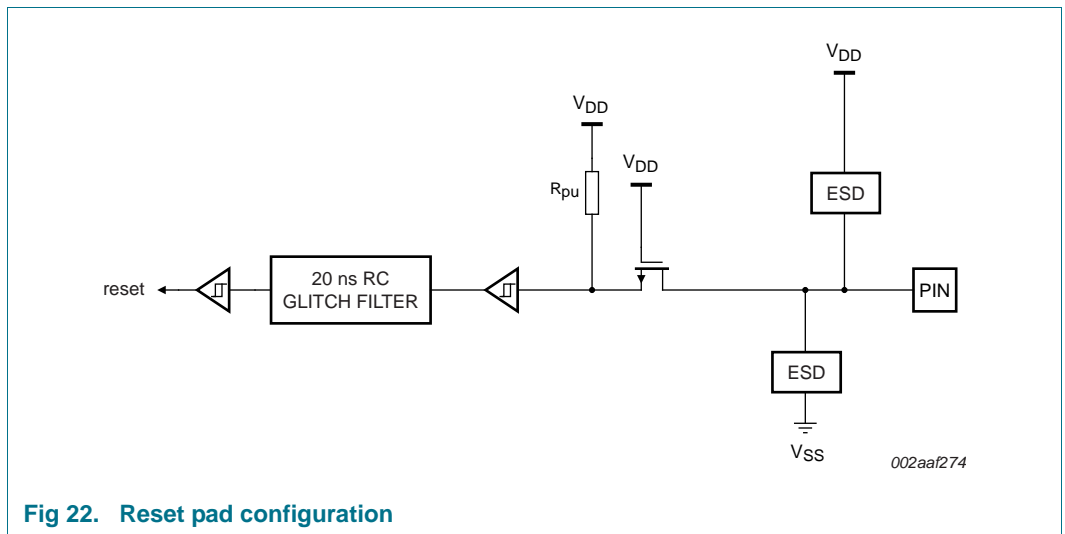 VDD
VDD
VDD
Rpu
ESD
reset
20 ns RC
GLITCH FILTER
PIN
ESD
VSS
002aaf274
Fig 22. Reset pad configuration